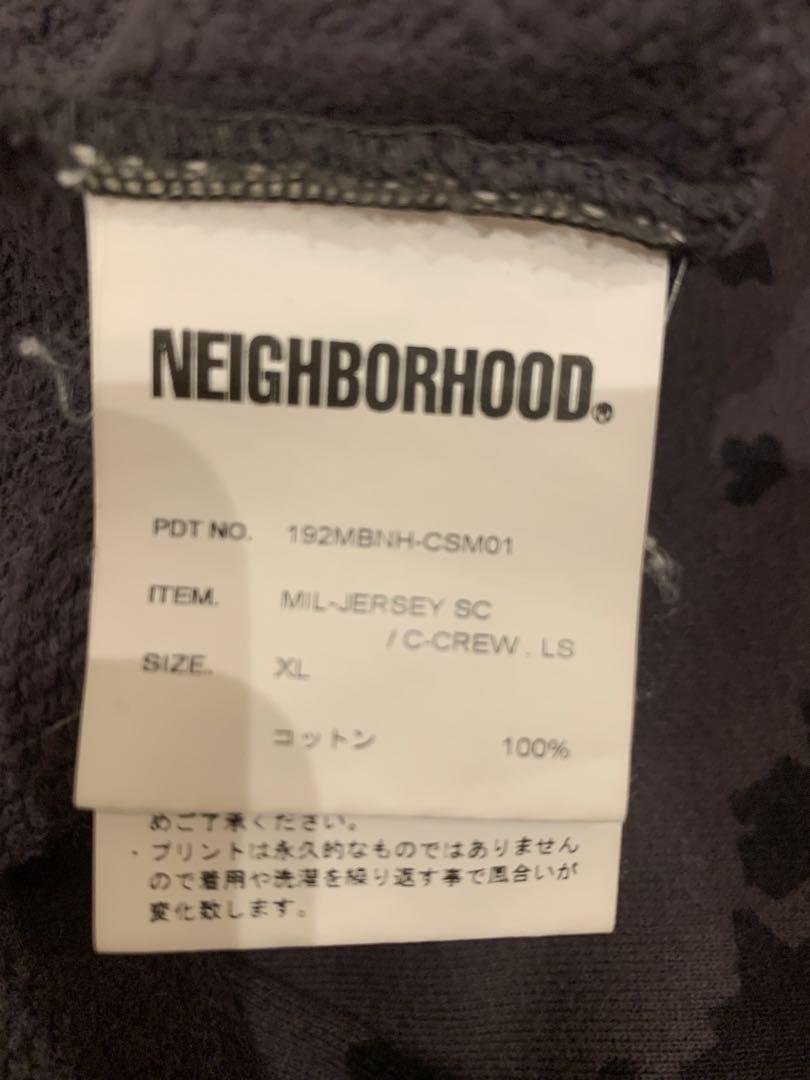 NEIGHBORHOOD®
PDT NO. 192MBNH-CSM01
ITEM. MIL-JERSEY SC
/ C-CREW . LS
SIZE. XL
コットン 100%
めご了承ください。
・プリントは永久的なものではありません
ので着用や洗濯を繰り返す事で風合いが
変化致します。